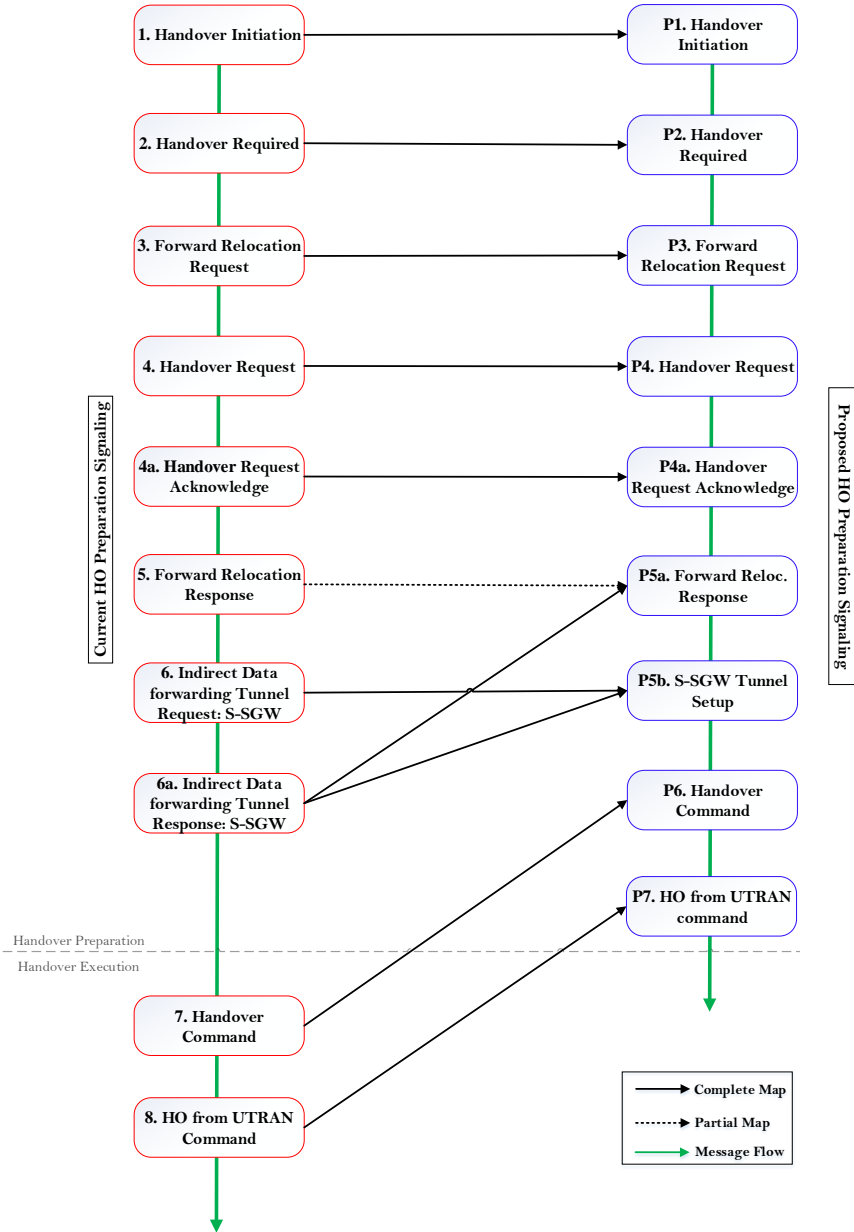 1. Handover Initiation
P1. Handover
Initiation
2. Handover Required
P2. Handover
Required
3. Forward Relocation
Request
P3. Forward
Relocation Request
4. Handover Request
P4. Handover Request
Current HO Preparation Signaling
Proposed HO Preparation Signaling
4a. Handover Request
Acknowledge
P4a. Handover
Request Acknowledge
5. Forward Relocation
Response
P5a. Forward Reloc.
Response
6. Indirect Data
forwarding Tunnel
Request: S-SGW
P5b. S-SGW Tunnel
Setup
6a. Indirect Data
forwarding Tunnel
Response: S-SGW
P6. Handover
Command
P7. HO from UTRAN
command
Handover Preparation
Handover Execution
7. Handover
Command
8. HO from UTRAN
Command
Complete Map
Partial Map
Message Flow